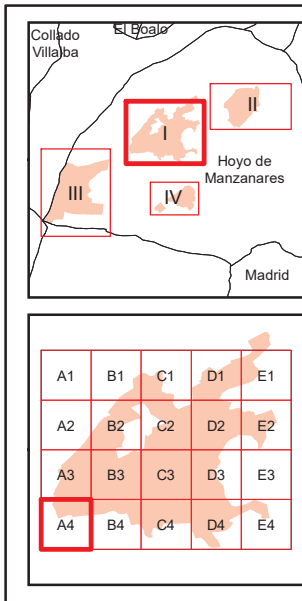 Collado
Villalba
El Boalo
I
II
Hoyo de
Manzanares
III
IV
Madrid
A1 B1 C1 D1 E1
A2 B2 C2 D2 E2
A3 B3 C3 D3 E3
A4 B4 C4 D4 E4